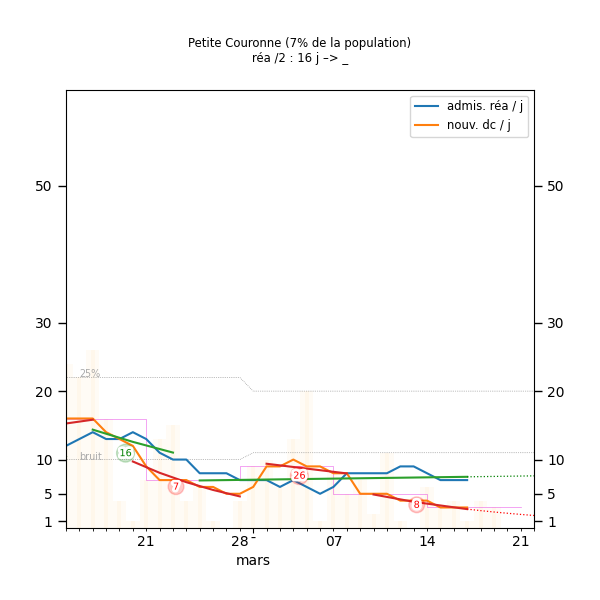 Petite Couronne (7% de la population)
réa /2 : 16 j –> _
admis. réa / j
nouv. dc / j
50 50
30 30
25%
20 20
16
bruit
10 10
26
7
5 5
8
1 1
21 28 - 07 14 21
mars